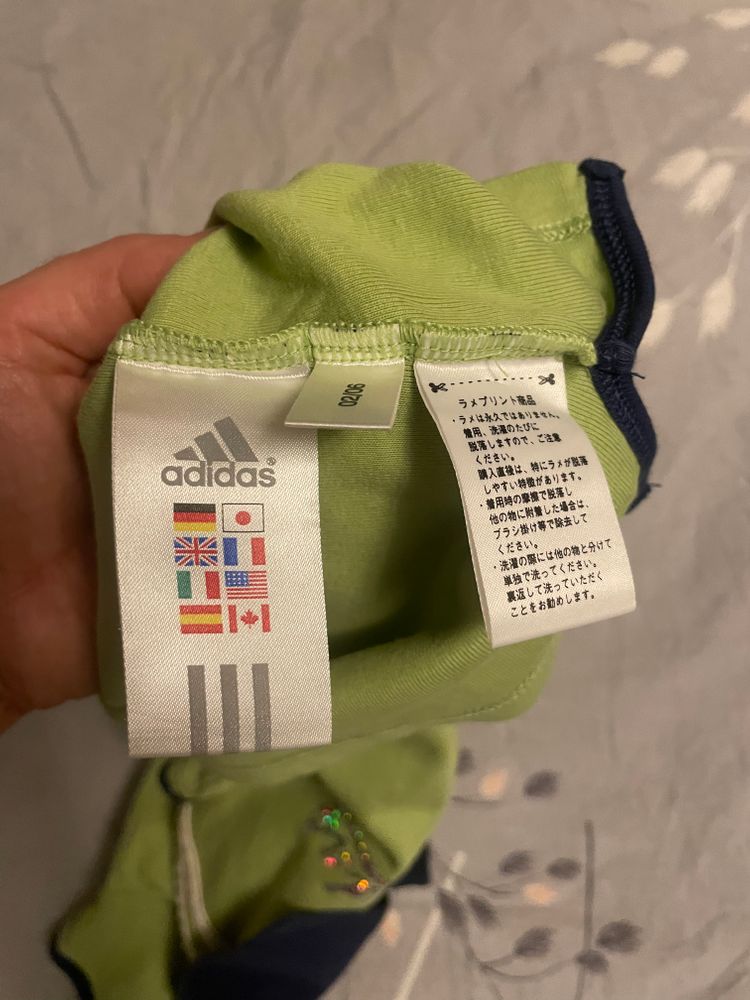 adidas®
02/06
ラメプリント商品
・ラメは永久ではありません。
着用、洗濯のたびに
脱落しますので、ご注意
ください。
購入直後は、特にラメが脱落
しやすい特徴があります。
・着用時の摩擦で脱落し
他の物に附着した場合は、
ブラシ掛け等で除去して
ください。
・洗濯の際には他の物と分けて
単独で洗ってください。
裏返して洗っていただく
ことをお勧めします。